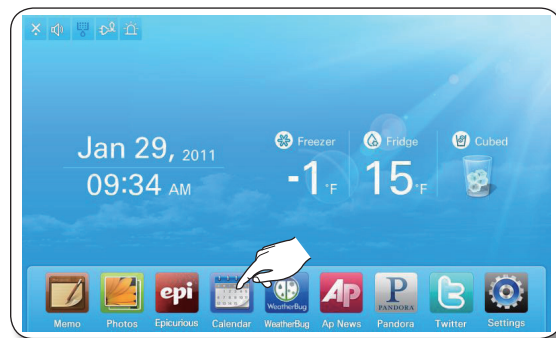 Jan 29, 2011
09:34 AM
Freezer
-1 °F
Fridge
15 °F
Cubed
epi
WeatherBug
AP
P
PANDORA
Memo
Photos
Epicurious
Calendar
WeatherBug
Ap News
Pandora
Twitter
Settings